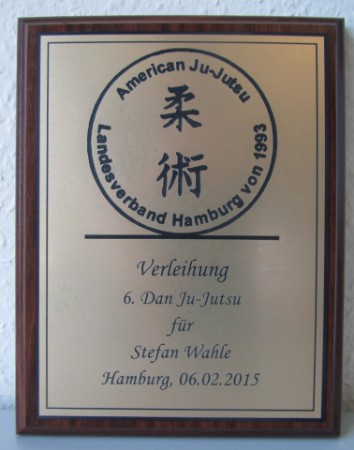 American Ju-Jutsu
柔術
Landesverband Hamburg von 1993
Verleihung
6. Dan Ju-Jutsu
für
Stefan Wahle
Hamburg, 06.02.2015